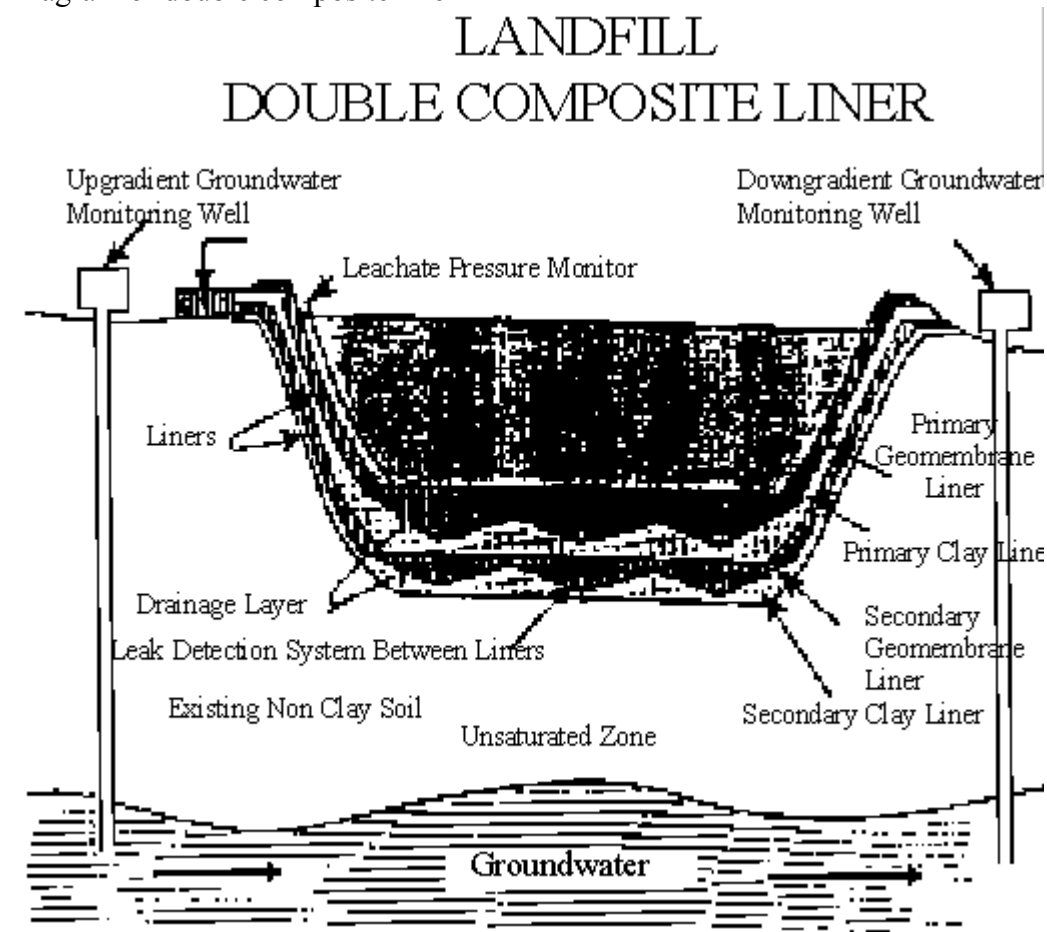 LANDFILL
DOUBLE COMPOSITE LINER
Upgradient Groundwater
Monitoring Well
Downgradient Groundwater
Monitoring Well
Leachate Pressure Monitor
Liners
Primary
Geomembrane
Liner
Primary Clay Line
Drainage Layer
Secondary
Geomembrane
Liner
Leak Detection System Between Liners
Secondary Clay Liner
Existing Non Clay Soil
Unsaturated Zone
Groundwater